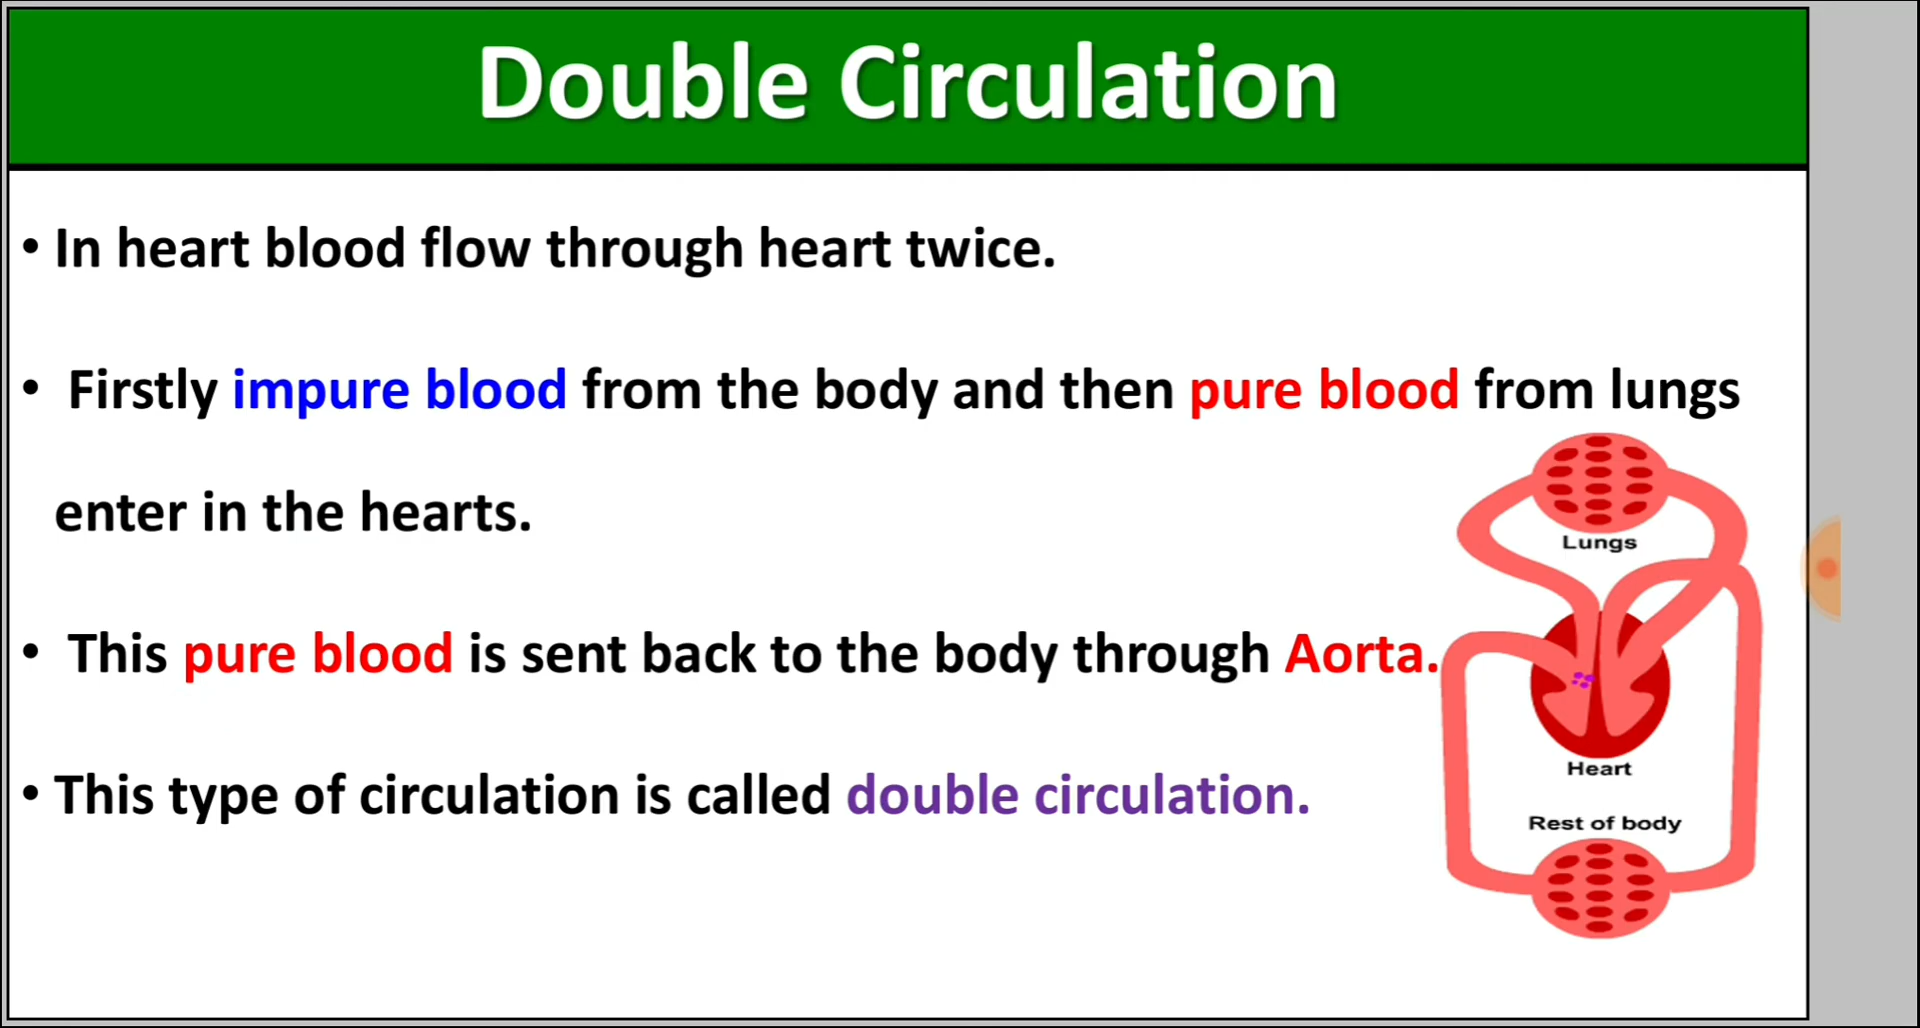 Double Circulation
• In heart blood flow through heart twice.
• Firstly impure blood from the body and then pure blood from lungs
enter in the hearts.
Lungs
• This pure blood is sent back to the body through Aorta.
Heart
• This type of circulation is called double circulation.
Rest of body